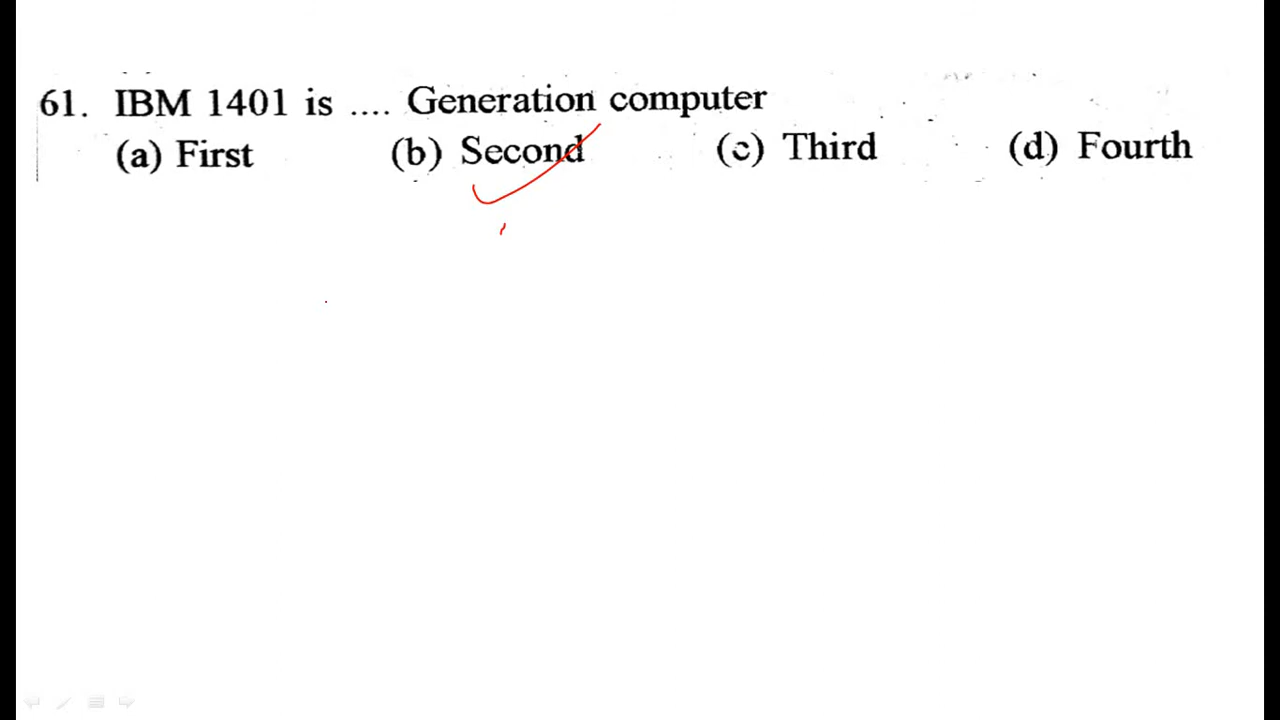 61. IBM 1401 is .... Generation computer
(a) First (b) Second (c) Third (d) Fourth